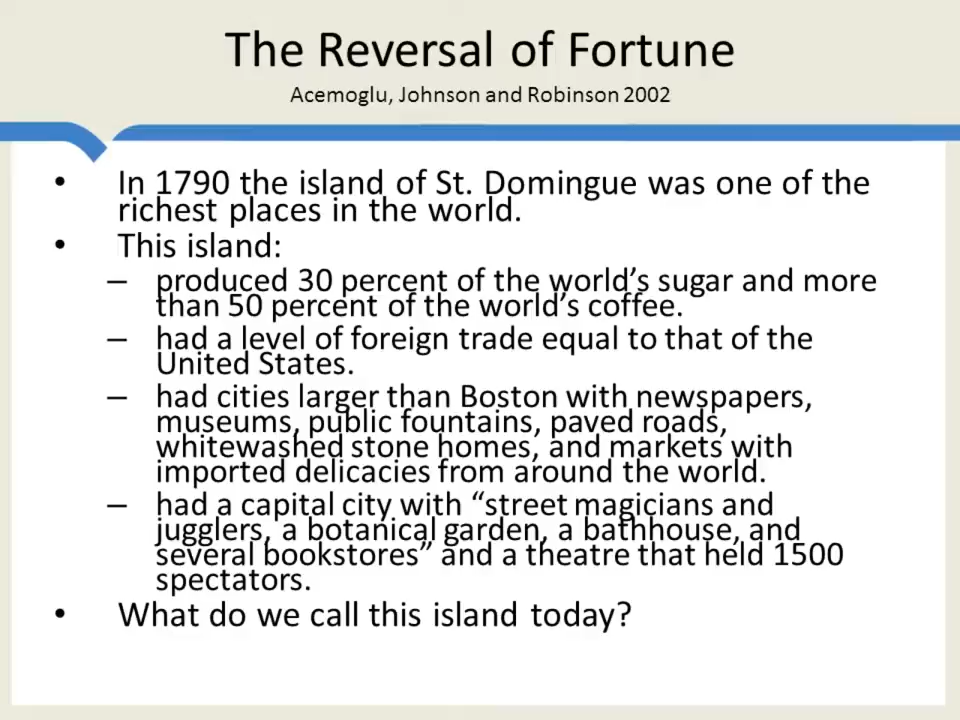 The Reversal of Fortune
Acemoglu, Johnson and Robinson 2002
• In 1790 the island of St. Domingue was one of the
richest places in the world.
• This island:
– produced 30 percent of the world’s sugar and more
than 50 percent of the world’s coffee.
– had a level of foreign trade equal to that of the
United States.
– had cities larger than Boston with newspapers,
museums, public fountains, paved roads,
whitewashed stone homes, and markets with
imported delicacies from around the world.
– had a capital city with “street magicians and
jugglers, a botanical garden, a bathhouse, and
several bookstores” and a theatre that held 1500
spectators.
• What do we call this island today?